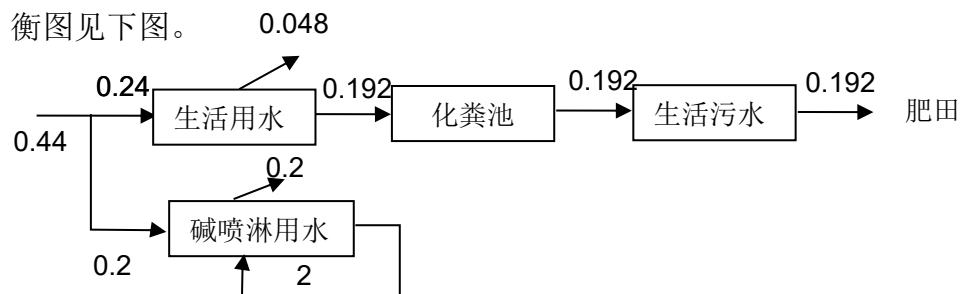 衡图见下图。
0.048
0.24
0.192
0.192
0.192
生活用水
化粪池
生活污水
肥田
0.44
0.2
碱喷淋用水
0.2
2